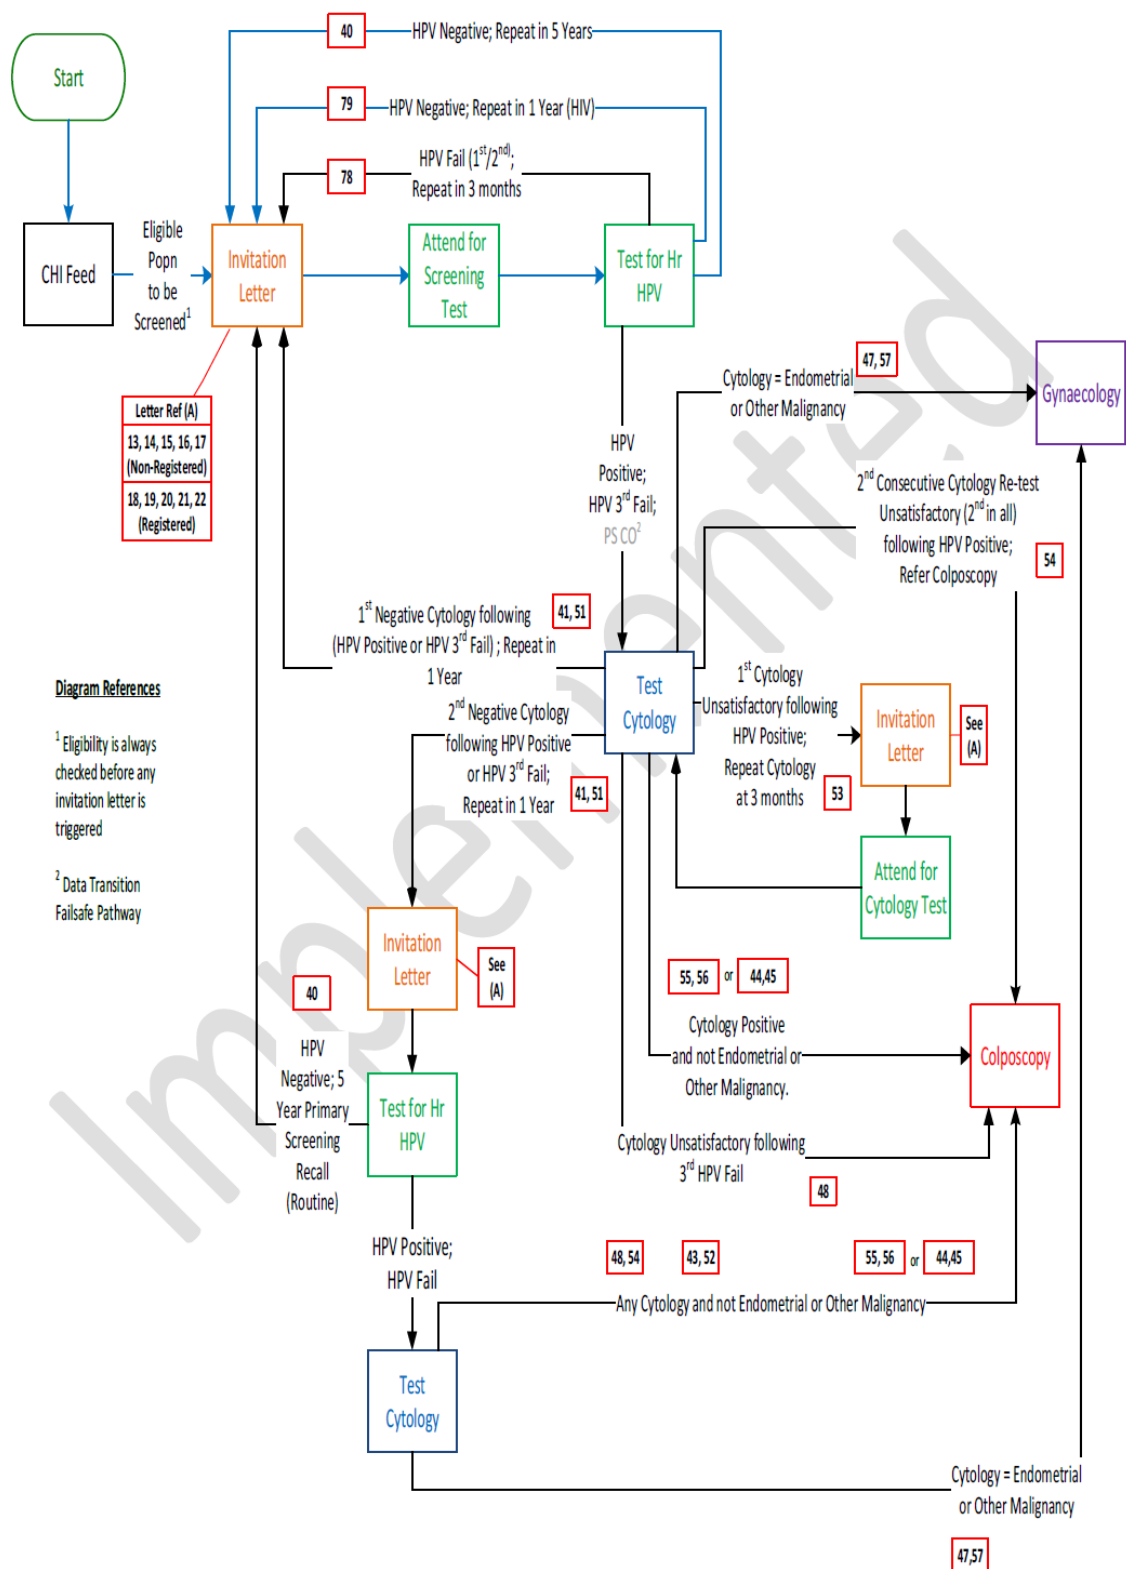 40
HPV Negative; Repeat in 5 Years
Start
79
HPV Negative; Repeat in 1 Year (HIV)
78
HPV Fail (1st/2nd);
Repeat in 3 months
CHI Feed
Eligible
Popn
to be
Screened1
Invitation
Letter
Attend for
Screening
Test
Test for Hr
HPV
Letter Ref (A)
13, 14, 15, 16, 17
(Non-Registered)
18, 19, 20, 21, 22
(Registered)
HPV
Positive;
HPV 3rd Fail;
PS CO2
47, 57
Cytology = Endometrial
or Other Malignancy
Gynaecology
2nd Consecutive Cytology Re-test
Unsatisfactory (2nd in all)
following HPV Positive;
Refer Colposcopy
54
1st Negative Cytology following
(HPV Positive or HPV 3rd Fail) ; Repeat in
1 Year
41, 51
Test
Cytology
1st Cytology
Unsatisfactory following
HPV Positive;
Repeat Cytology
at 3 months
53
Invitation
Letter
See
(A)
Attend for
Cytology Test
2nd Negative Cytology
following HPV Positive
or HPV 3rd Fail;
Repeat in 1 Year
41, 51
Diagram References
1 Eligibility is always
checked before any
invitation letter is
triggered
2 Data Transition
Failsafe Pathway
Invitation
Letter
See
(A)
40
HPV
Negative; 5
Year Primary
Screening
Recall
(Routine)
Test for Hr
HPV
55, 56 or 44,45
Cytology Positive
and not Endometrial or
Other Malignancy.
Colposcopy
Cytology Unsatisfactory following
3rd HPV Fail
48
HPV Positive;
HPV Fail
48, 54
43, 52
55, 56 or 44,45
Any Cytology and not Endometrial or Other Malignancy
Test
Cytology
Cytology = Endometrial
or Other Malignancy
47,57
Implemented